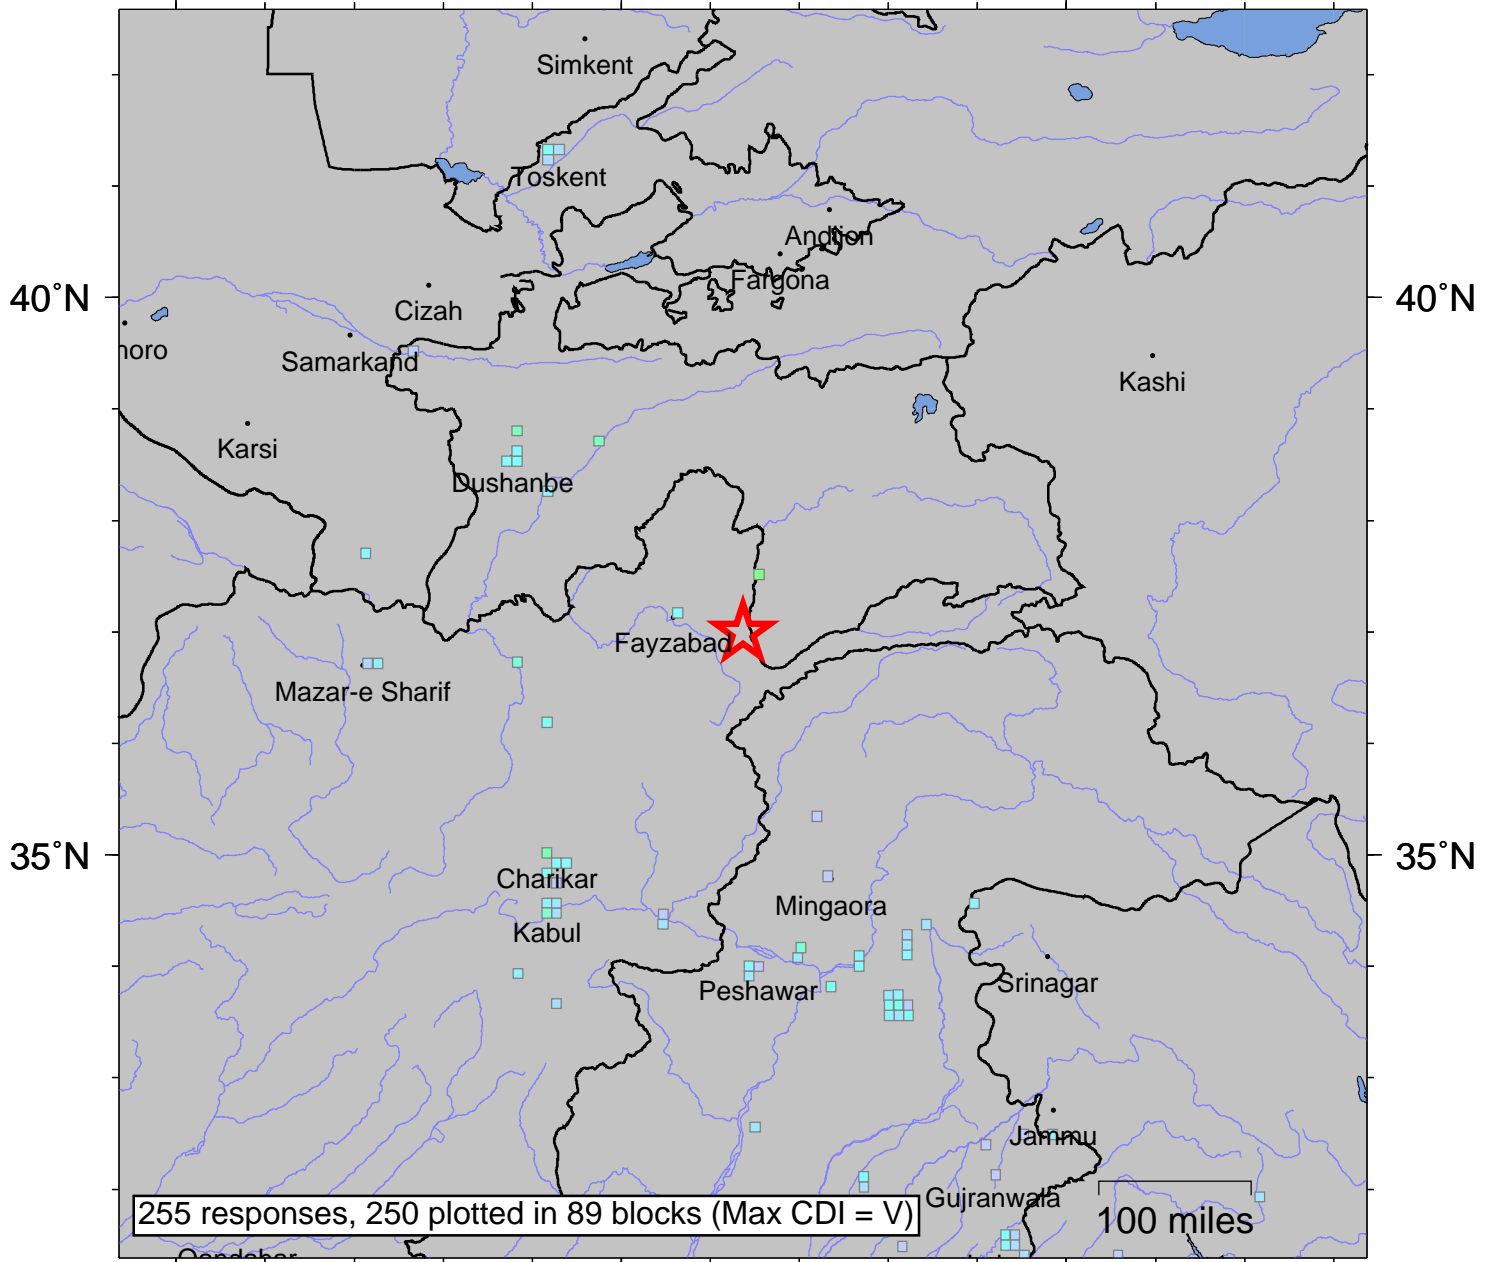 Simkent
Toskent
Andijon
Fargona
40˚N
40˚N
Cizah
Samarkand
horo
Kashi
Karsi
Dushanbe
Fayzabad
Mazar-e Sharif
35˚N
35˚N
Charikar
Mingaora
Kabul
Peshawar
Srinagar
Jammu
Gujranwala
255 responses, 250 plotted in 89 blocks (Max CDI = V)
100 miles